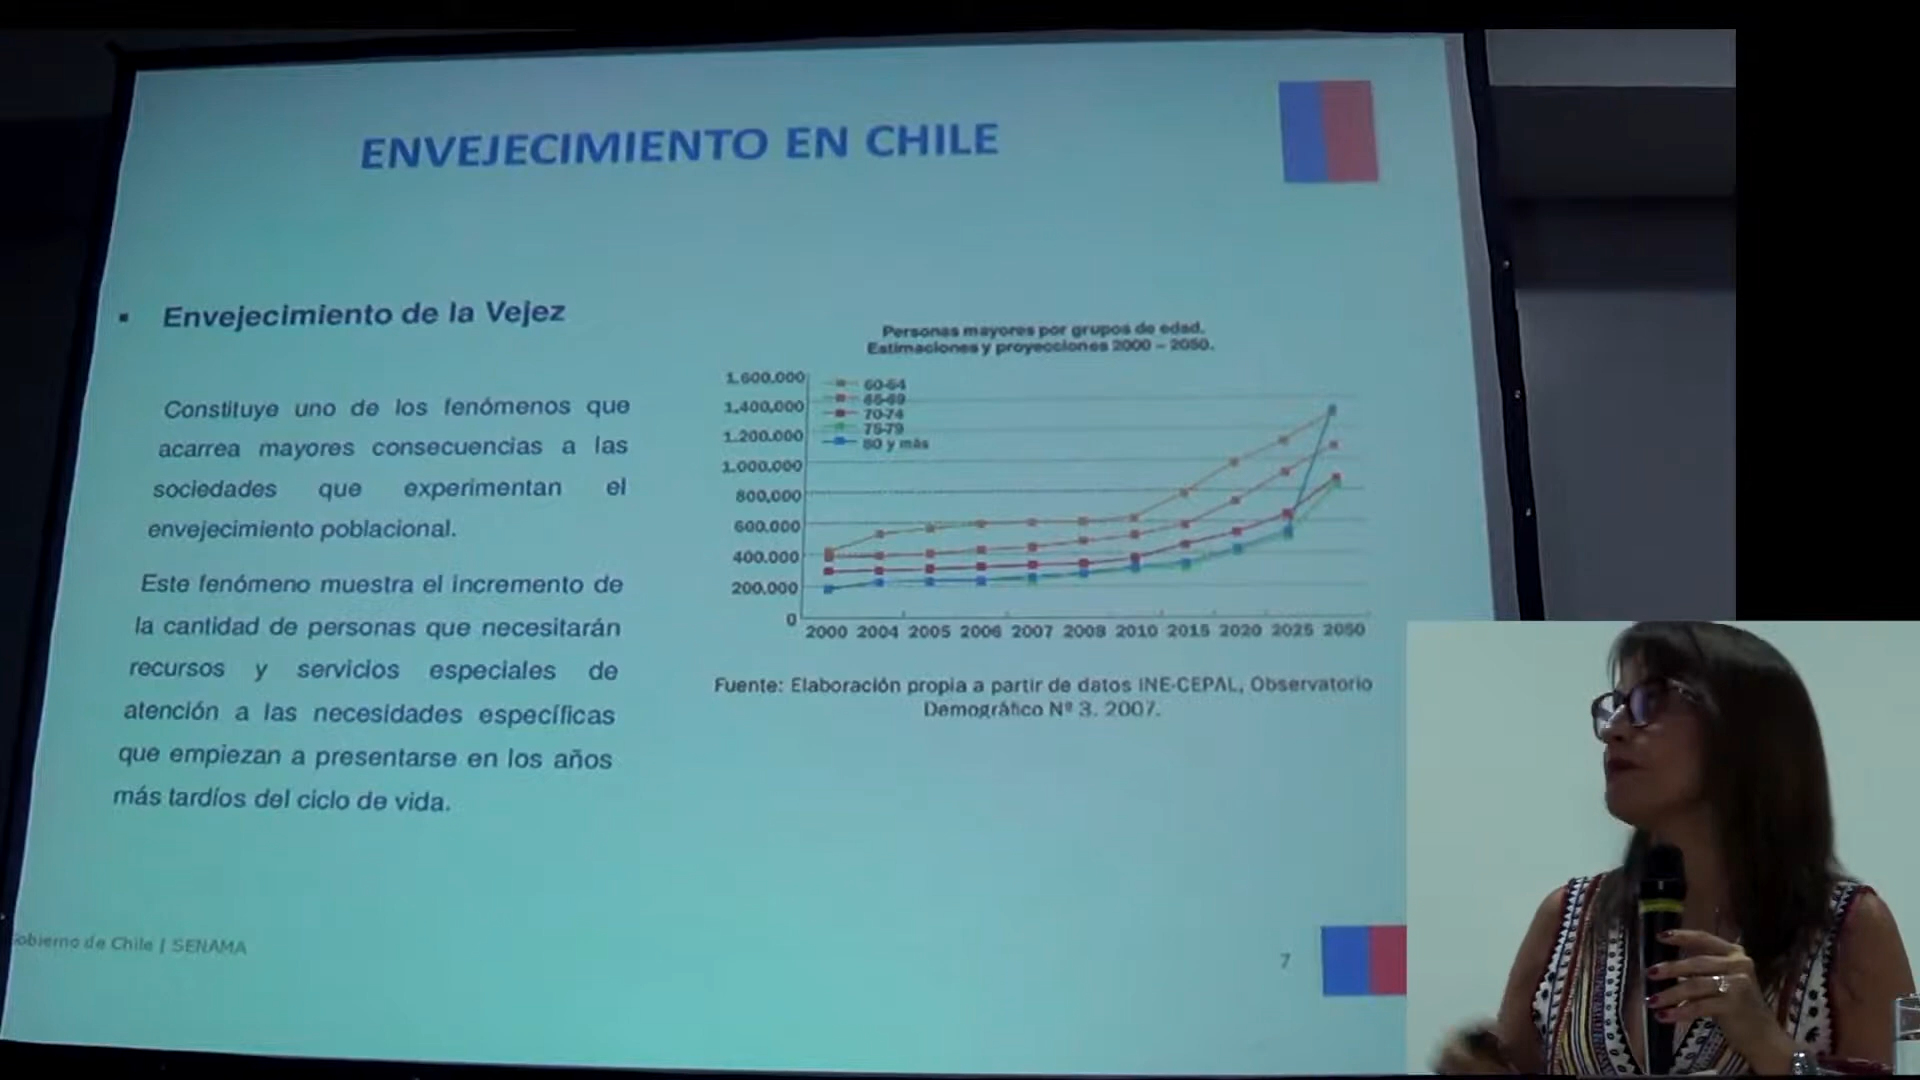 ENVEJECIMIENTO EN CHILE
▪ Envejecimiento de la Vejez
Constituye uno de los fenómenos que
acarrea mayores consecuencias a las
sociedades que experimentan el
envejecimiento poblacional.
Este fenómeno muestra el incremento de
la cantidad de personas que necesitarán
recursos y servicios especiales de
atención a las necesidades específicas
que empiezan a presentarse en los años
más tardíos del ciclo de vida.
Personas mayores por grupos de edad.
Estimaciones y proyecciones 2000 – 2050.
1.600.000
1.400.000
1.200.000
1.000.000
800.000
600.000
400.000
200.000
0
60-64
65-69
70-74
75-79
80 y más
2000 2004 2005 2006 2007 2008 2010 2015 2020 2025 2050
Fuente: Elaboración propia a partir de datos INE-CEPAL, Observatorio
Demográfico Nº 3. 2007.
obierno de Chile | SENAMA
7